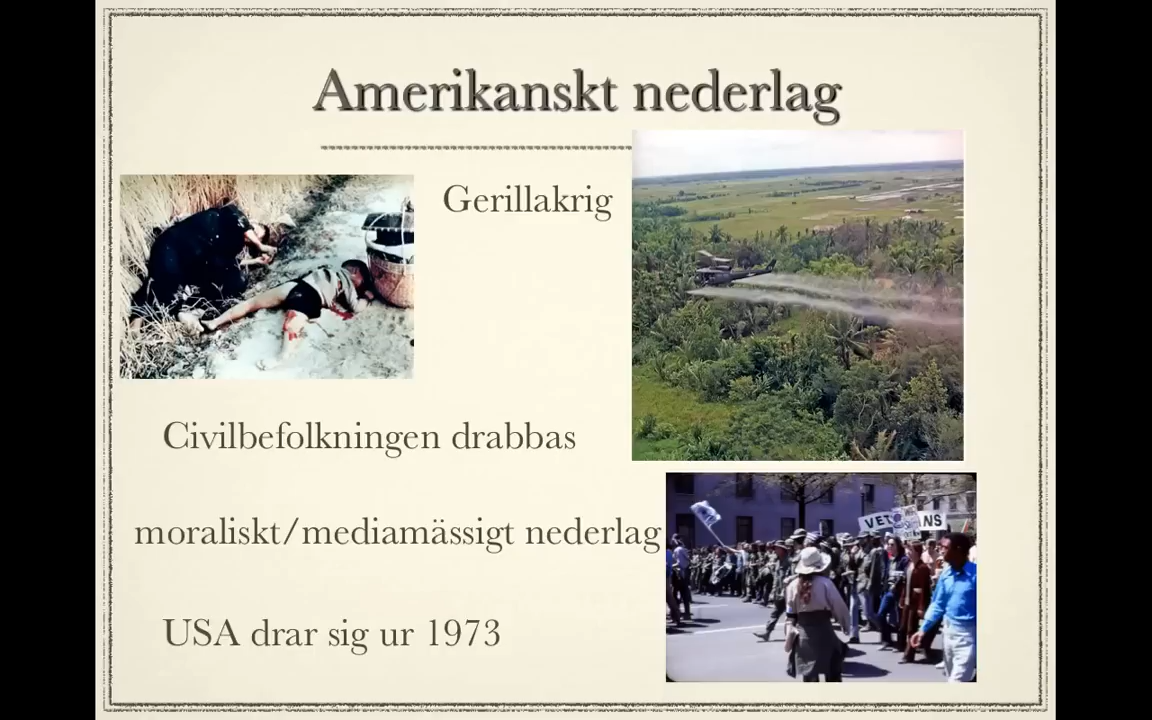 Amerikanskt nederlag
Gerillakrig
Civilbefolkningen drabbas
moraliskt/mediamässigt nederlag
USA drar sig ur 1973